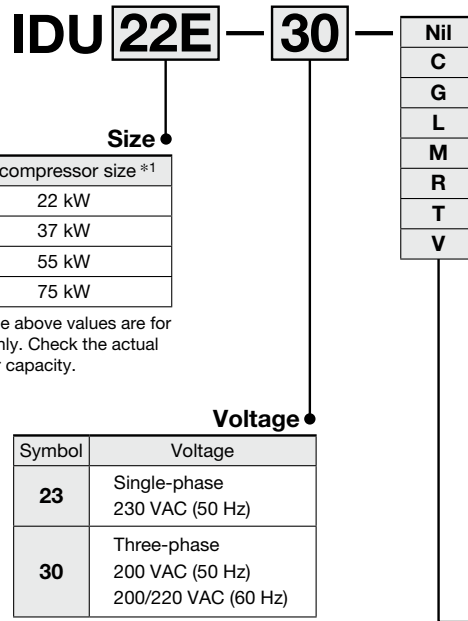 IDU 22E — 30 —
Nil
C
G
L
M
R
T
V
Size
compressor size *1
22 kW
37 kW
55 kW
75 kW
above values are for
Check the actual
capacity.
Voltage
Symbol Voltage
23 Single-phase
230 VAC (50 Hz)
30 Three-phase
200 VAC (50 Hz)
200/220 VAC (60 Hz)